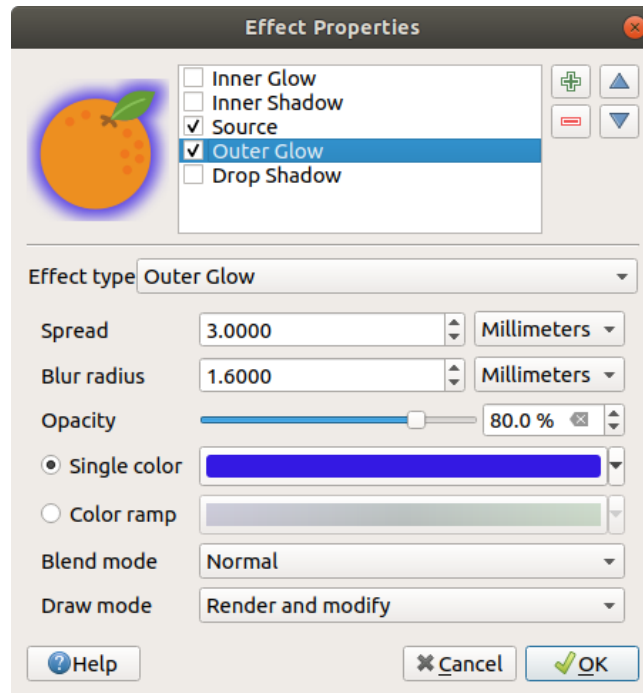 Effect Properties
Inner Glow
Inner Shadow
Source
Outer Glow
Drop Shadow
Effect type Outer Glow
Spread 3.0000 Millimeters
Blur radius 1.6000 Millimeters
Opacity 80.0 %
Single color
Color ramp
Blend mode Normal
Draw mode Render and modify
Help Cancel OK